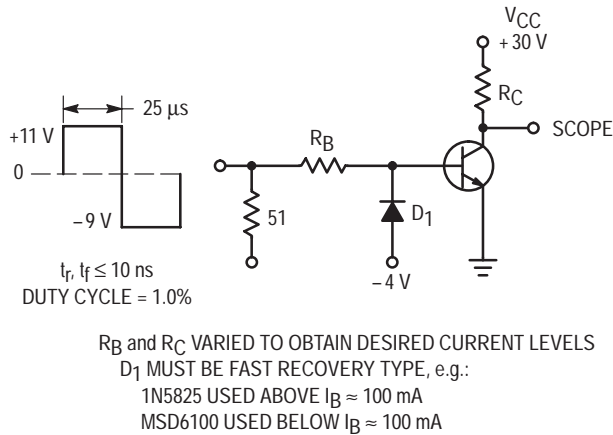 V_CC
+30 V
25 μs
R_C
+11 V
R_B
SCOPE
0
51
D_1
−9 V
−4 V
t_r, t_f ≤ 10 ns
DUTY CYCLE = 1.0%
R_B and R_C VARIED TO OBTAIN DESIRED CURRENT LEVELS
D_1 MUST BE FAST RECOVERY TYPE, e.g.:
1N5825 USED ABOVE I_B ≈ 100 mA
MSD6100 USED BELOW I_B ≈ 100 mA